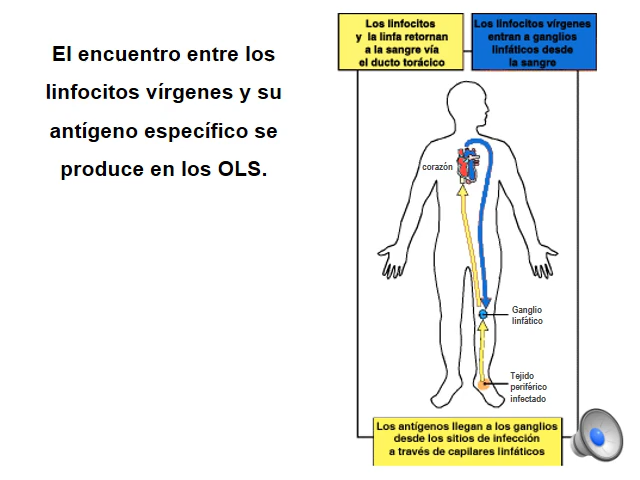 El encuentro entre los
linfocitos vírgenes y su
antígeno específico se
produce en los OLS.
Los linfocitos
y la linfa retornan
a la sangre vía
el ducto torácico
Los linfocitos vírgenes
entran a ganglios
linfáticos desde
la sangre
corazón
Ganglio
linfático
Tejido
periférico
infectado
Los antígenos llegan a los ganglios
desde los sitios de infección
a través de capilares linfáticos